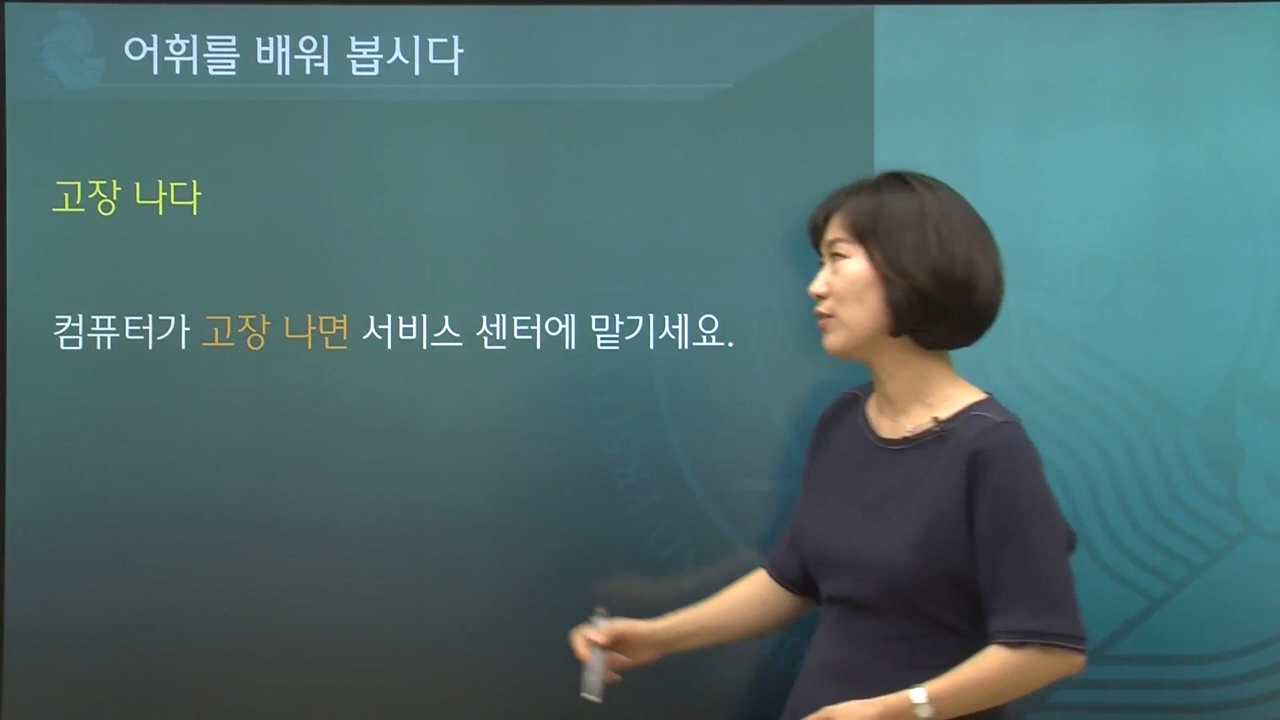 어휘를 배워 봅시다
고장 나다
컴퓨터가 고장 나면 서비스 센터에 맡기세요.